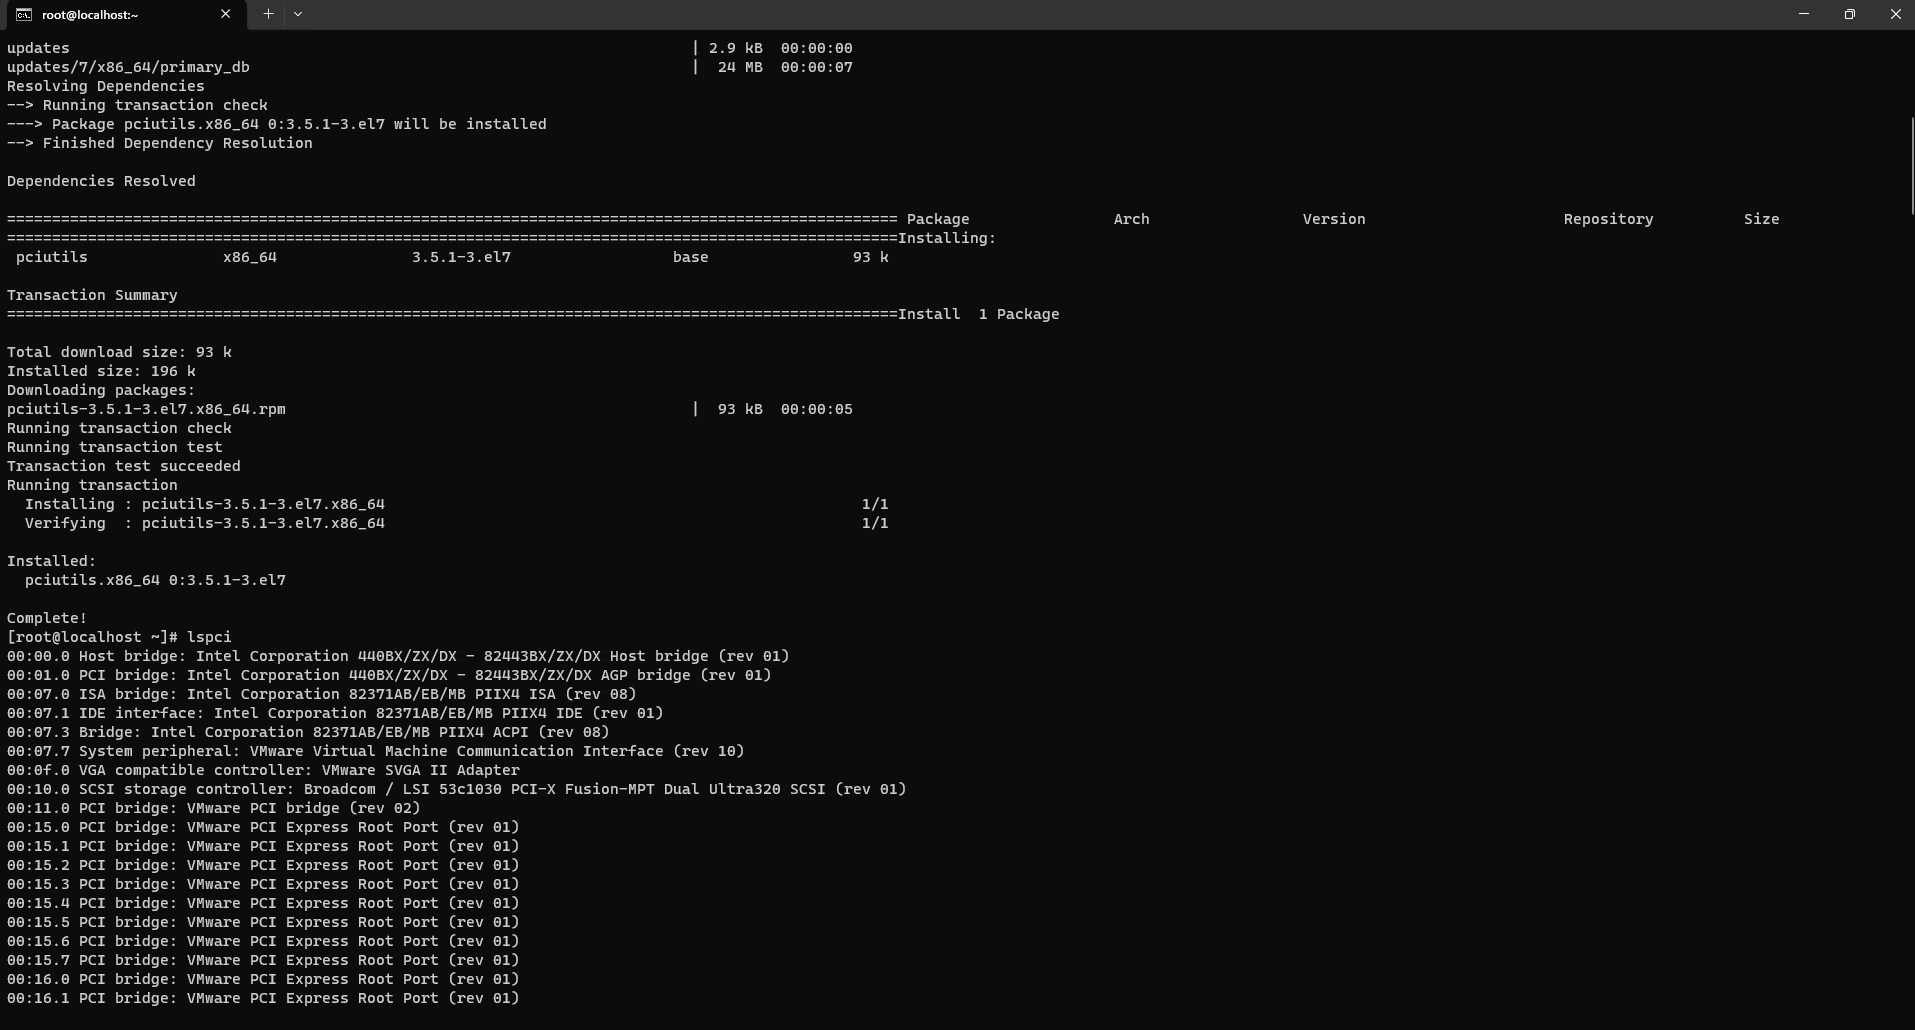 root@localhost:~
updates | 2.9 kB 00:00:00
updates/7/x86_64/primary_db | 24 MB 00:00:07
Resolving Dependencies
--> Running transaction check
---> Package pciutils.x86_64 0:3.5.1-3.el7 will be installed
--> Finished Dependency Resolution
Dependencies Resolved
=================================================================================================== Package Arch Version Repository Size
===================================================================================================Installing:
pciutils x86_64 3.5.1-3.el7 base 93 k
Transaction Summary
===================================================================================================Install 1 Package
Total download size: 93 k
Installed size: 196 k
Downloading packages:
pciutils-3.5.1-3.el7.x86_64.rpm | 93 kB 00:00:05
Running transaction check
Running transaction test
Transaction test succeeded
Running transaction
Installing : pciutils-3.5.1-3.el7.x86_64 1/1
Verifying : pciutils-3.5.1-3.el7.x86_64 1/1
Installed:
pciutils.x86_64 0:3.5.1-3.el7
Complete!
[root@localhost ~]# lspci
00:00.0 Host bridge: Intel Corporation 440BX/ZX/DX - 82443BX/ZX/DX Host bridge (rev 01)
00:01.0 PCI bridge: Intel Corporation 440BX/ZX/DX - 82443BX/ZX/DX AGP bridge (rev 01)
00:07.0 ISA bridge: Intel Corporation 82371AB/EB/MB PIIX4 ISA (rev 08)
00:07.1 IDE interface: Intel Corporation 82371AB/EB/MB PIIX4 IDE (rev 01)
00:07.3 Bridge: Intel Corporation 82371AB/EB/MB PIIX4 ACPI (rev 08)
00:07.7 System peripheral: VMware Virtual Machine Communication Interface (rev 10)
00:0f.0 VGA compatible controller: VMware SVGA II Adapter
00:10.0 SCSI storage controller: Broadcom / LSI 53c1030 PCI-X Fusion-MPT Dual Ultra320 SCSI (rev 01)
00:11.0 PCI bridge: VMware PCI bridge (rev 02)
00:15.0 PCI bridge: VMware PCI Express Root Port (rev 01)
00:15.1 PCI bridge: VMware PCI Express Root Port (rev 01)
00:15.2 PCI bridge: VMware PCI Express Root Port (rev 01)
00:15.3 PCI bridge: VMware PCI Express Root Port (rev 01)
00:15.4 PCI bridge: VMware PCI Express Root Port (rev 01)
00:15.5 PCI bridge: VMware PCI Express Root Port (rev 01)
00:15.6 PCI bridge: VMware PCI Express Root Port (rev 01)
00:15.7 PCI bridge: VMware PCI Express Root Port (rev 01)
00:16.0 PCI bridge: VMware PCI Express Root Port (rev 01)
00:16.1 PCI bridge: VMware PCI Express Root Port (rev 01)